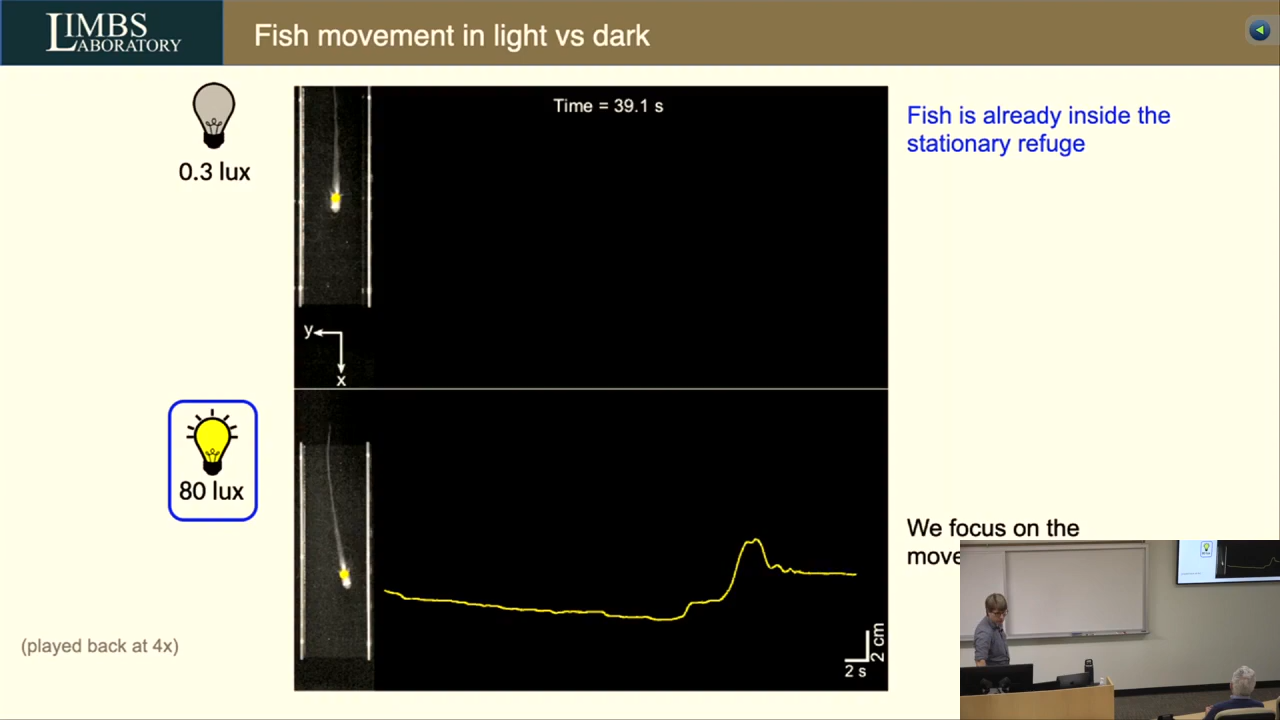 LIMBS
LABORATORY
Fish movement in light vs dark
0.3 lux
Time = 39.1 s
Fish is already inside the
stationary refuge
y
x
80 lux
We focus on the
2 cm
2 s
(played back at 4x)